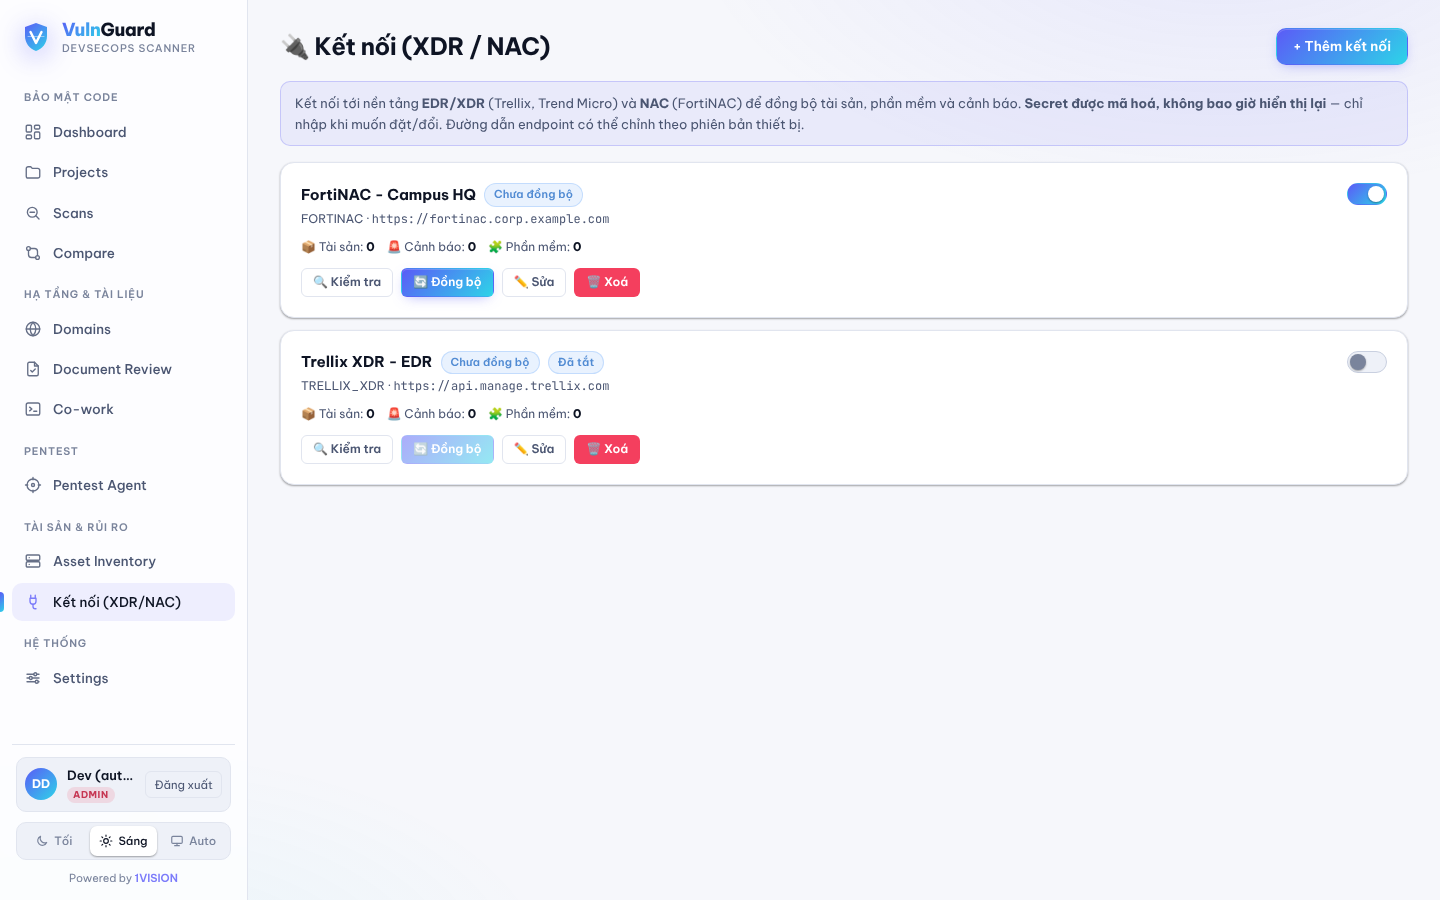 VulnGuard
DEVSECOPS SCANNER
BẢO MẬT CODE
Dashboard
Projects
Scans
Compare
HẠ TẦNG & TÀI LIỆU
Domains
Document Review
Co-work
PENTEST
Pentest Agent
TÀI SẢN & RỦI RO
Asset Inventory
Kết nối (XDR/NAC)
HỆ THỐNG
Settings
DD
Dev (aut...
ADMIN
Đăng xuất
Tối
Sáng
Auto
Powered by 1VISION
Kết nối (XDR / NAC)
+ Thêm kết nối
Kết nối tới nền tảng EDR/XDR (Trellix, Trend Micro) và NAC (FortiNAC) để đồng bộ tài sản, phần mềm và cảnh báo. Secret được mã hoá, không bao giờ hiển thị lại — chỉ
nhập khi muốn đặt/đổi. Đường dẫn endpoint có thể chỉnh theo phiên bản thiết bị.
FortiNAC - Campus HQ Chưa đồng bộ
FORTINAC · https://fortinac.corp.example.com
Tài sản: 0 Cảnh báo: 0 Phần mềm: 0
Kiểm tra Đồng bộ Sửa Xoá
Trellix XDR - EDR Chưa đồng bộ Đã tắt
TRELLIX_XDR · https://api.manage.trellix.com
Tài sản: 0 Cảnh báo: 0 Phần mềm: 0
Kiểm tra Đồng bộ Sửa Xoá